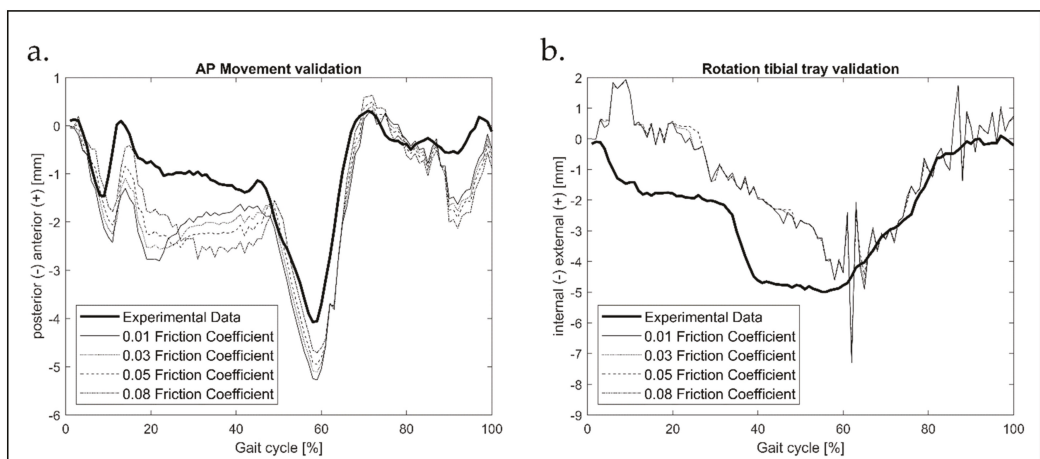 a.
AP Movement validation
1
0
-1
-2
-3
-4
-5
-6
posterior (-) anterior (+) [mm]
Experimental Data
0.01 Friction Coefficient
0.03 Friction Coefficient
0.05 Friction Coefficient
0.08 Friction Coefficient
0 20 40 60 80 100
Gait cycle [%]
b.
Rotation tibial tray validation
2
1
0
-1
-2
-3
-4
-5
-6
-7
-8
-9
internal (-) external (+) [mm]
Experimental Data
0.01 Friction Coefficient
0.03 Friction Coefficient
0.05 Friction Coefficient
0.08 Friction Coefficient
0 20 40 60 80 100
Gait cycle [%]